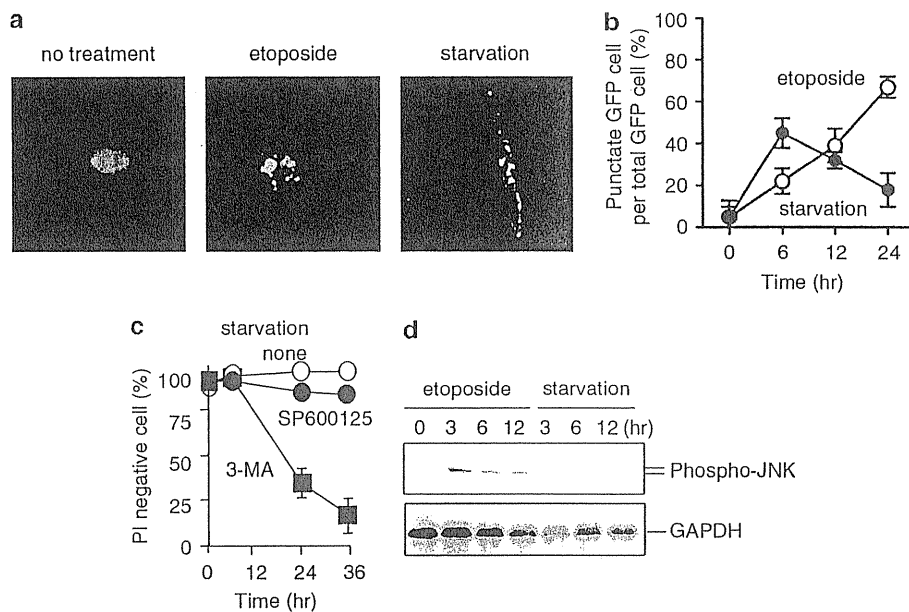 a
no treatment
etoposide
starvation
b
Punctate GFP cell
per total GFP cell (%)
100
80
60
40
20
0
etoposide
starvation
0 6 12 24
Time (hr)
c
starvation
none
SP600125
3-MA
PI negative cell (%)
100
75
50
25
0
0 12 24 36
Time (hr)
d
etoposide starvation
0 3 6 12 3 6 12 (hr)
Phospho-JNK
GAPDH